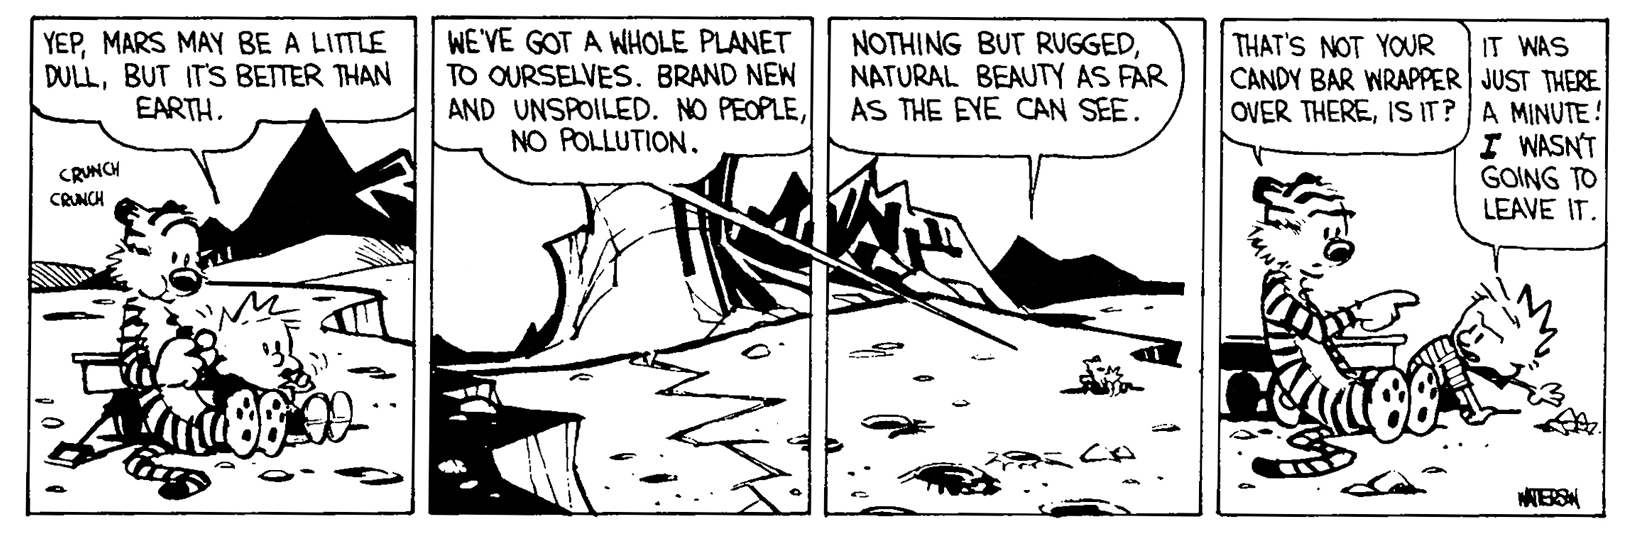 YEP, MARS MAY BE A LITTLE
DULL, BUT IT'S BETTER THAN
EARTH.
CRUNCH
CRUNCH
WE'VE GOT A WHOLE PLANET
TO OURSELVES. BRAND NEW
AND UNSPOILED. NO PEOPLE,
NO POLLUTION.
NOTHING BUT RUGGED,
NATURAL BEAUTY AS FAR
AS THE EYE CAN SEE.
THAT'S NOT YOUR
CANDY BAR WRAPPER
OVER THERE, IS IT?
IT WAS
JUST THERE
A MINUTE!
I WASN'T
GOING TO
LEAVE IT.
WATTERSON